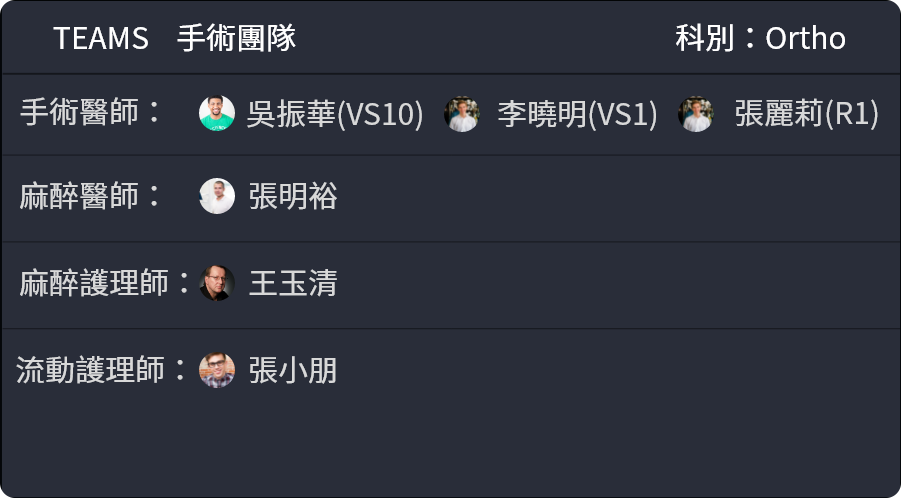 TEAMS 手術團隊 科別：Ortho
手術醫師： 吳振華(VS10) 李曉明(VS1) 張麗莉(R1)
麻醉醫師： 張明裕
麻醉護理師： 王玉清
流動護理師： 張小朋